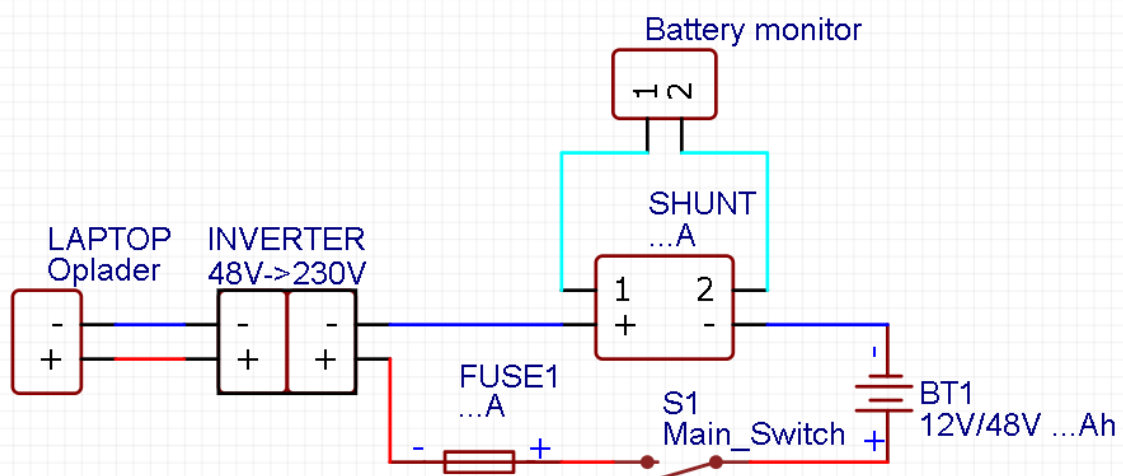 Battery monitor
1 2
SHUNT
...A
1 2
+ -
LAPTOP
Oplader
-
+
INVERTER
48V->230V
- -
+ +
FUSE1
...A
- +
S1
Main_Switch
-
+
BT1
12V/48V ...Ah